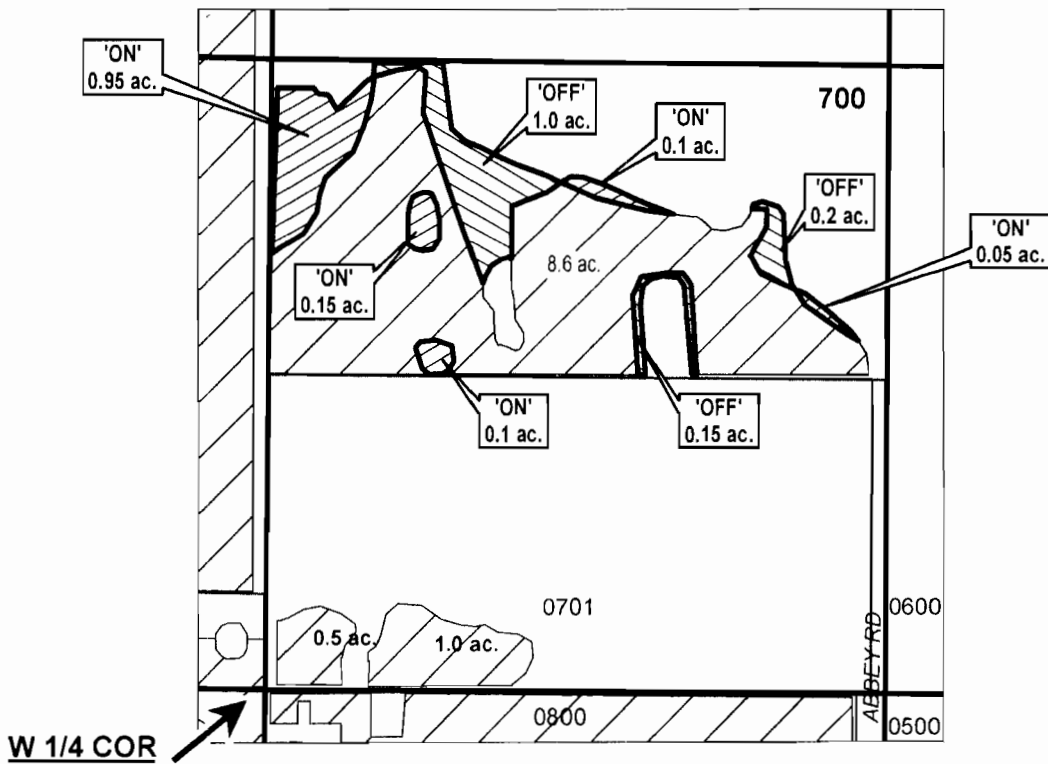 'ON'
0.95 ac.
'OFF'
1.0 ac.
'ON'
0.1 ac.
700
'OFF'
0.2 ac.
'ON'
0.05 ac.
'ON'
0.15 ac.
8.6 ac.
'ON'
0.1 ac.
'OFF'
0.15 ac.
0701
0600
0.5 ac.
1.0 ac.
ABBEY RD
0800
0500
W 1/4 COR